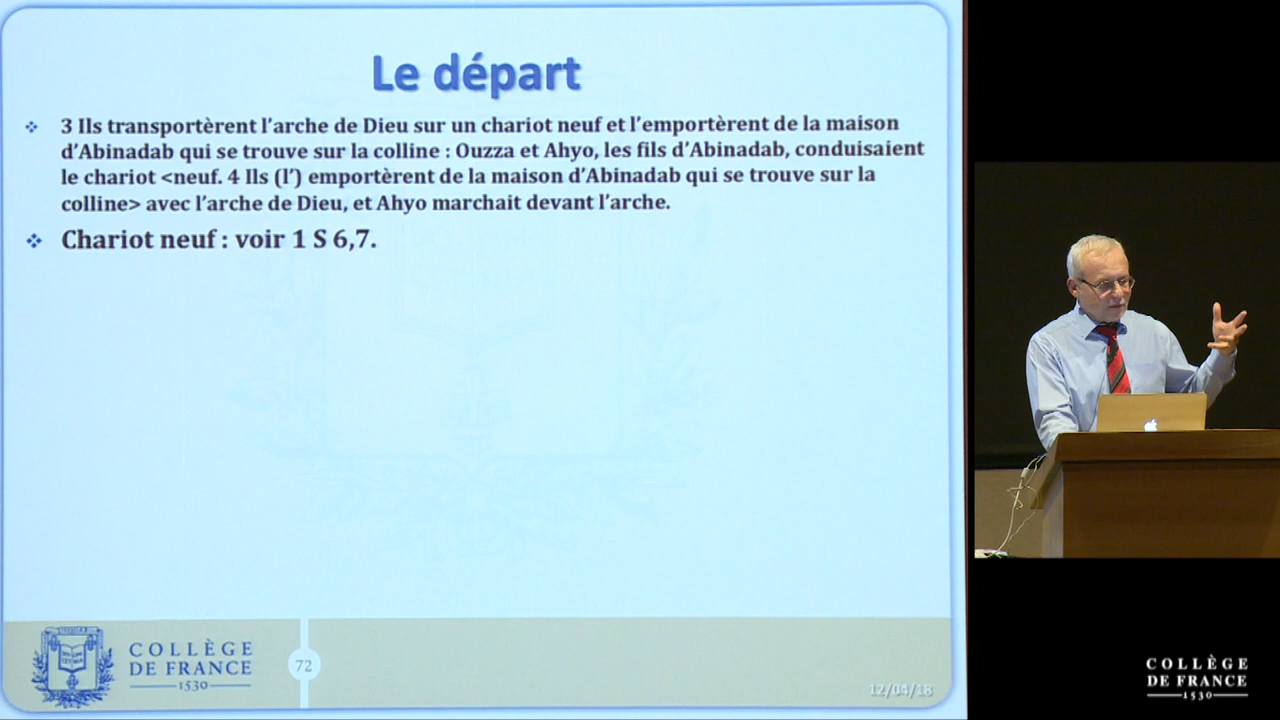 Le départ
❖ 3 Ils transportèrent l'arche de Dieu sur un chariot neuf et l'emportèrent de la maison
d'Abinadab qui se trouve sur la colline : Ouzza et Ahyo, les fils d'Abinadab, conduisaient
le chariot <neuf. 4 Ils (l') emportèrent de la maison d'Abinadab qui se trouve sur la
colline> avec l'arche de Dieu, et Ahyo marchait devant l'arche.
❖ Chariot neuf : voir 1 S 6,7.
COLLÈGE
DE FRANCE
1530
72
12/04/18
COLLÈGE
DE FRANCE
1530